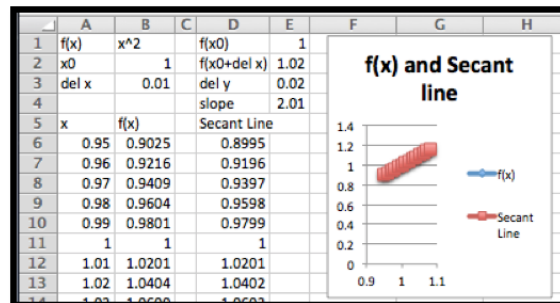 A B C D E F G H
1 f(x) x^2 f(x0) 1
2 x0 1 f(x0+del x) 1.02
3 del x 0.01 del y 0.02
4 slope 2.01
5 x f(x) Secant Line
6 0.95 0.9025 0.8995
7 0.96 0.9216 0.9196
8 0.97 0.9409 0.9397
9 0.98 0.9604 0.9598
10 0.99 0.9801 0.9799
11 1 1 1
12 1.01 1.0201 1.0201
13 1.02 1.0404 1.0402
f(x) and Secant
line
1.4
1.2
1
0.8
0.6
0.4
0.2
0
0.9 1 1.1
f(x)
Secant
Line